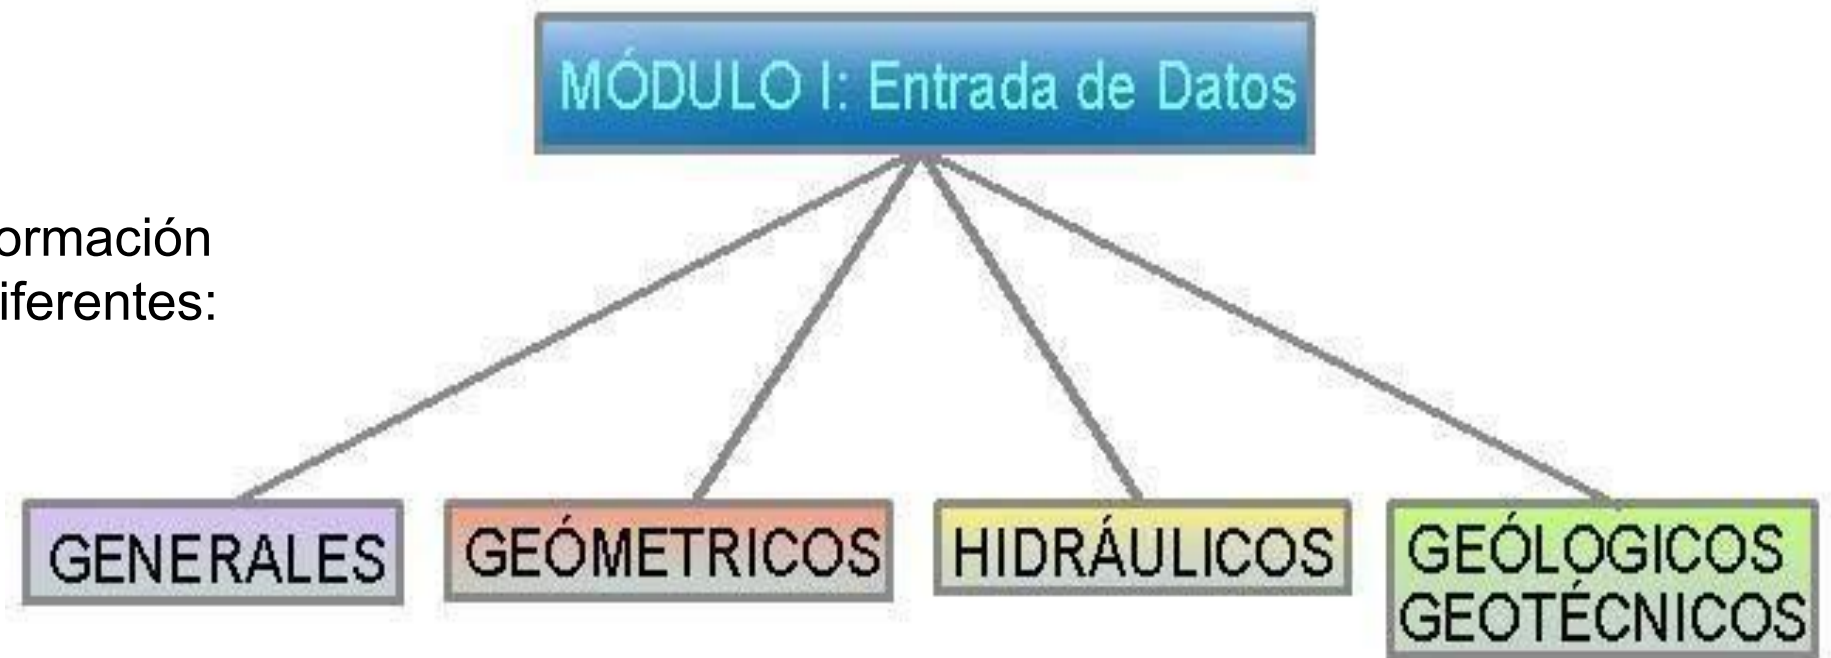 MÓDULO I: Entrada de Datos
ormación
iferentes:
GENERALES
GEÓMETRICOS
HIDRÁULICOS
GEÓLOGICOS
GEOTÉCNICOS